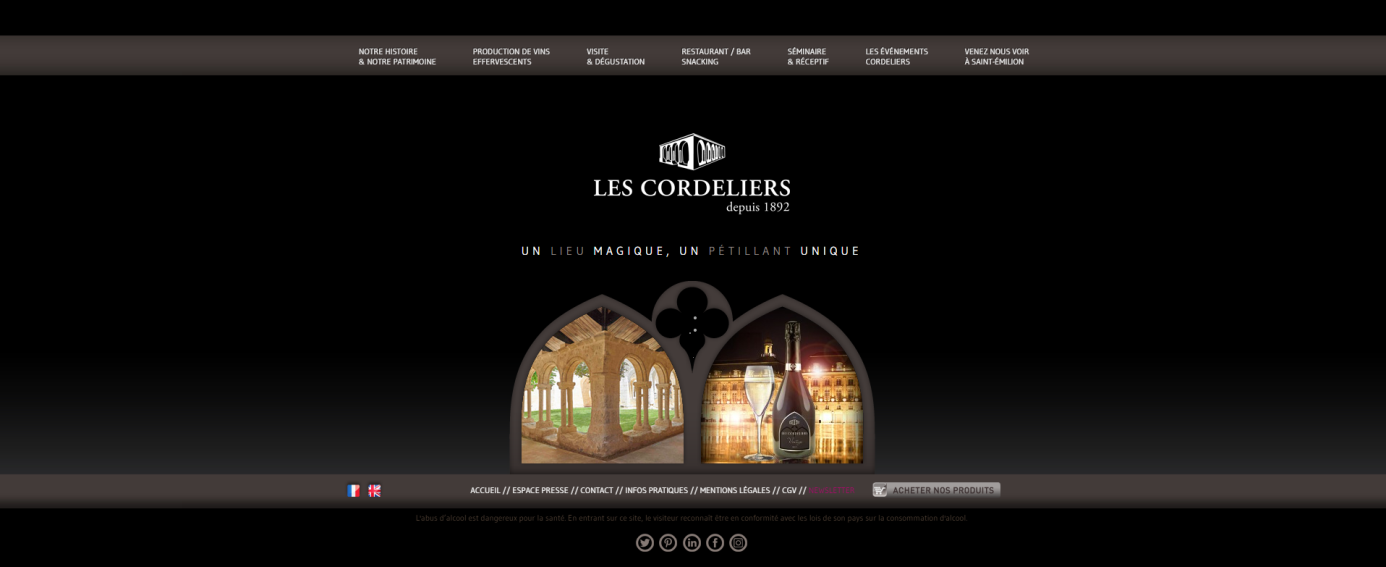 NOTRE HISTOIRE
& NOTRE PATRIMOINE
PRODUCTION DE VINS
EFFERVESCENTS
VISITE
& DÉGUSTATION
RESTAURANT / BAR
SNACKING
SÉMINAIRE
& RÉCEPTIF
LES ÉVÉNEMENTS
CORDELIERS
VENEZ NOUS VOIR
À SAINT-ÉMILION
LES CORDELIERS
depuis 1892
UN LIEU MAGIQUE, UN PÉTILLANT UNIQUE
ACCUEIL // ESPACE PRESSE // CONTACT // INFOS PRATIQUES // MENTIONS LÉGALES // CGV //
ACHETER NOS PRODUITS
L'abus d'alcool est dangereux pour la santé. En entrant sur ce site, le visiteur reconnaît être en conformité avec les lois de son pays sur la consommation d'alcool.